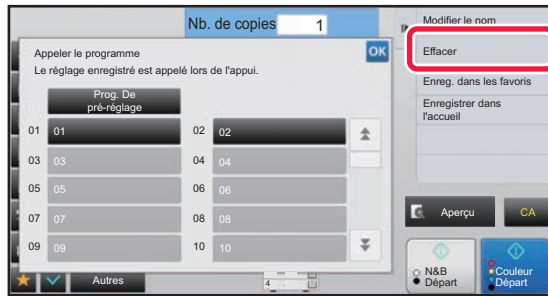 Nb. de copies 1
Modifier le nom
Appeler le programme
OK
Effacer
Le réglage enregistré est appelé lors de l'appui.
Enreg. dans les favoris
Prog. De
pré-réglage
Enregistrer dans
l'accueil
01 01
02 02
03 03
04 04
05 05
06 06
07 07
08 08
Aperçu
CA
09 09
10 10
N&B
Départ
Couleur
Départ
Autres
4